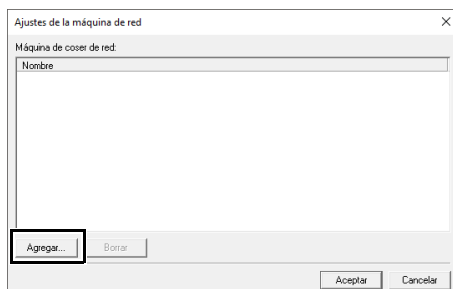 Ajustes de la máquina de red
Máquina de coser de red:
Nombre
Agregar... Borrar
Aceptar Cancelar